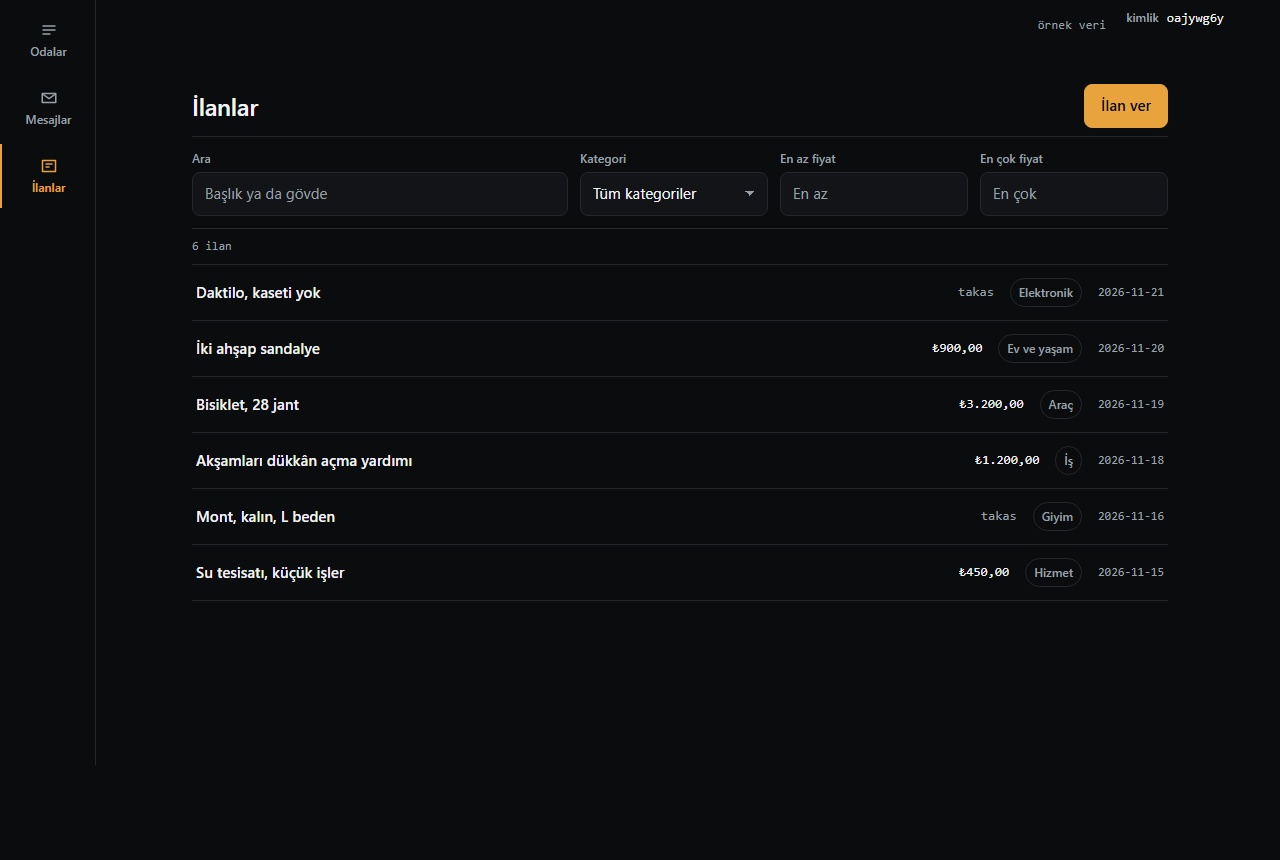 Odalar
Mesajlar
İlanlar
örnek veri
kimlik oajywg6y
İlanlar
İlan ver
Ara
Kategori
En az fiyat
En çok fiyat
Başlık ya da gövde
Tüm kategoriler
En az
En çok
6 ilan
Daktilo, kaseti yok takas Elektronik 2026-11-21
İki ahşap sandalye ₺900,00 Ev ve yaşam 2026-11-20
Bisiklet, 28 jant ₺3.200,00 Araç 2026-11-19
Akşamları dükkân açma yardımı ₺1.200,00 İş 2026-11-18
Mont, kalın, L beden takas Giyim 2026-11-16
Su tesisatı, küçük işler ₺450,00 Hizmet 2026-11-15